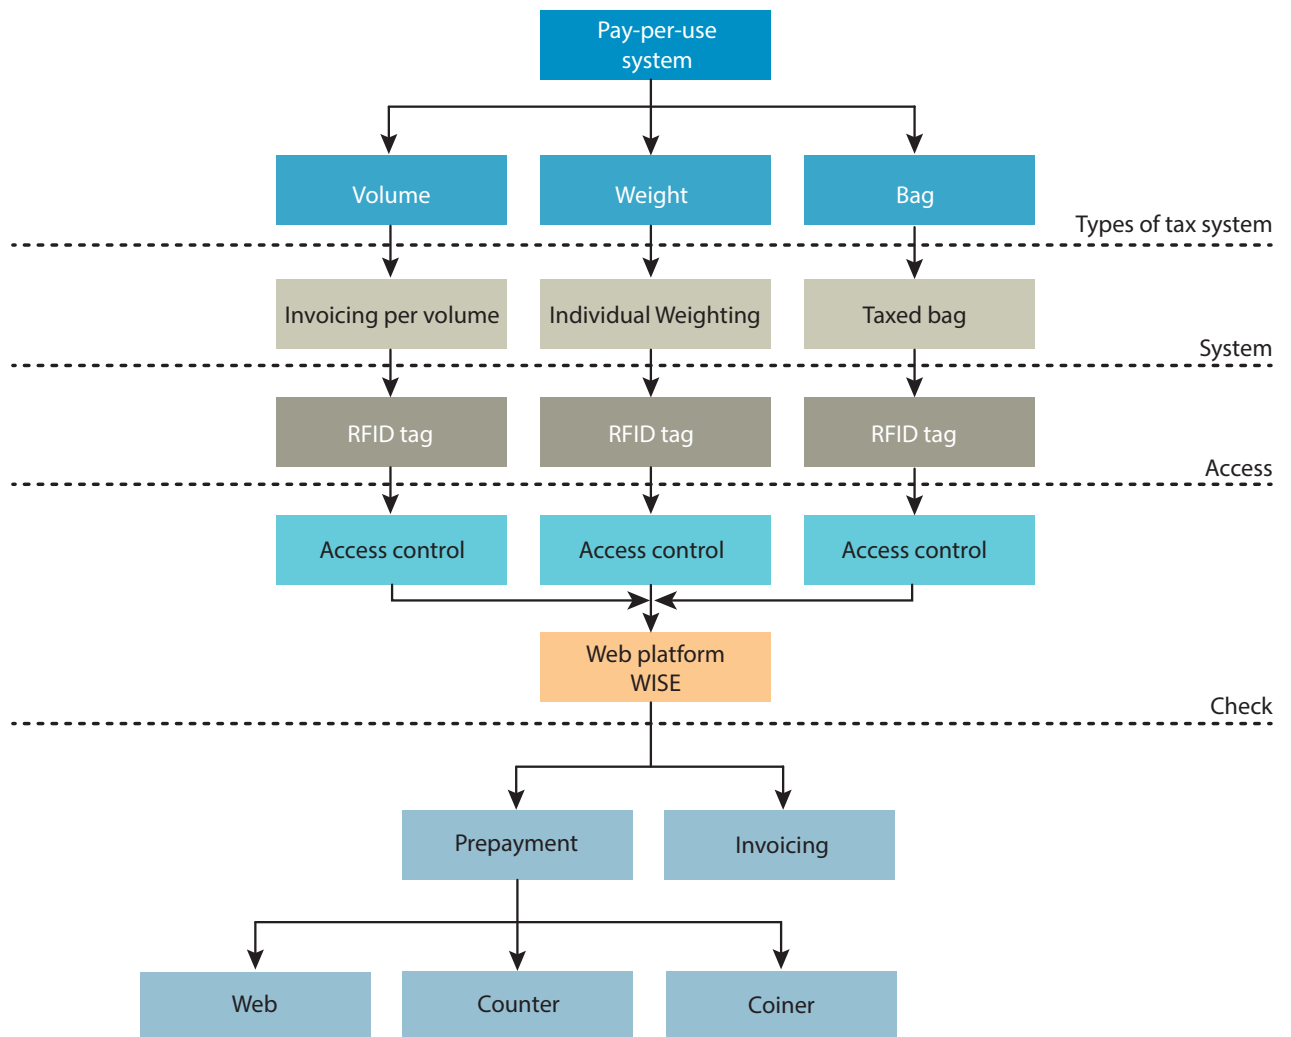 Pay-per-use
system
Volume
Weight
Bag
Types of tax system
Invoicing per volume
Individual Weighting
Taxed bag
System
RFID tag
RFID tag
RFID tag
Access
Access control
Access control
Access control
Web platform
WISE
Check
Prepayment
Invoicing
Web
Counter
Coiner